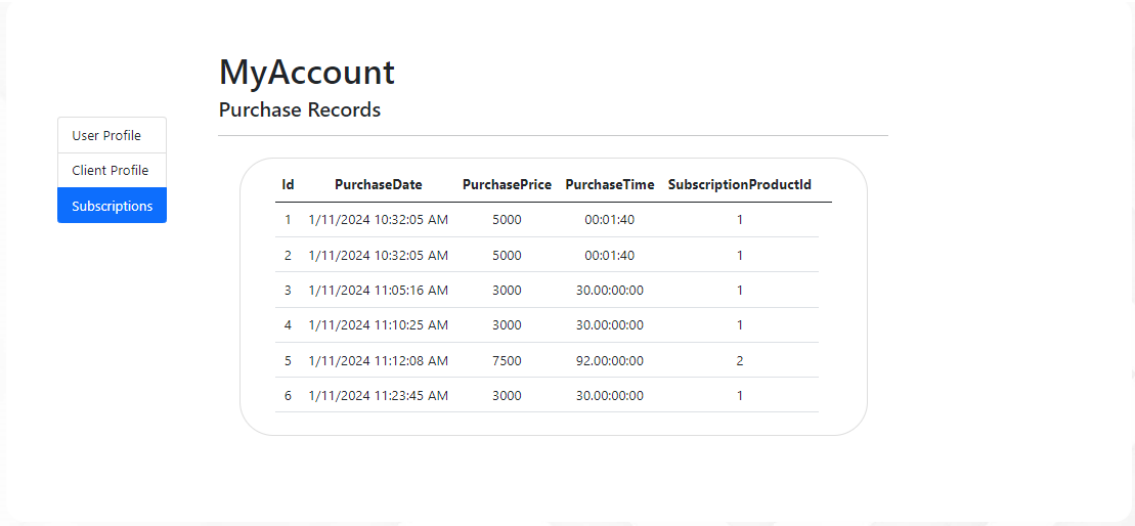 MyAccount
Purchase Records
User Profile
Client Profile
Subscriptions
Id PurchaseDate PurchasePrice PurchaseTime SubscriptionProductId
1 1/11/2024 10:32:05 AM 5000 00:01:40 1
2 1/11/2024 10:32:05 AM 5000 00:01:40 1
3 1/11/2024 11:05:16 AM 3000 30.00:00:00 1
4 1/11/2024 11:10:25 AM 3000 30.00:00:00 1
5 1/11/2024 11:12:08 AM 7500 92.00:00:00 2
6 1/11/2024 11:23:45 AM 3000 30.00:00:00 1